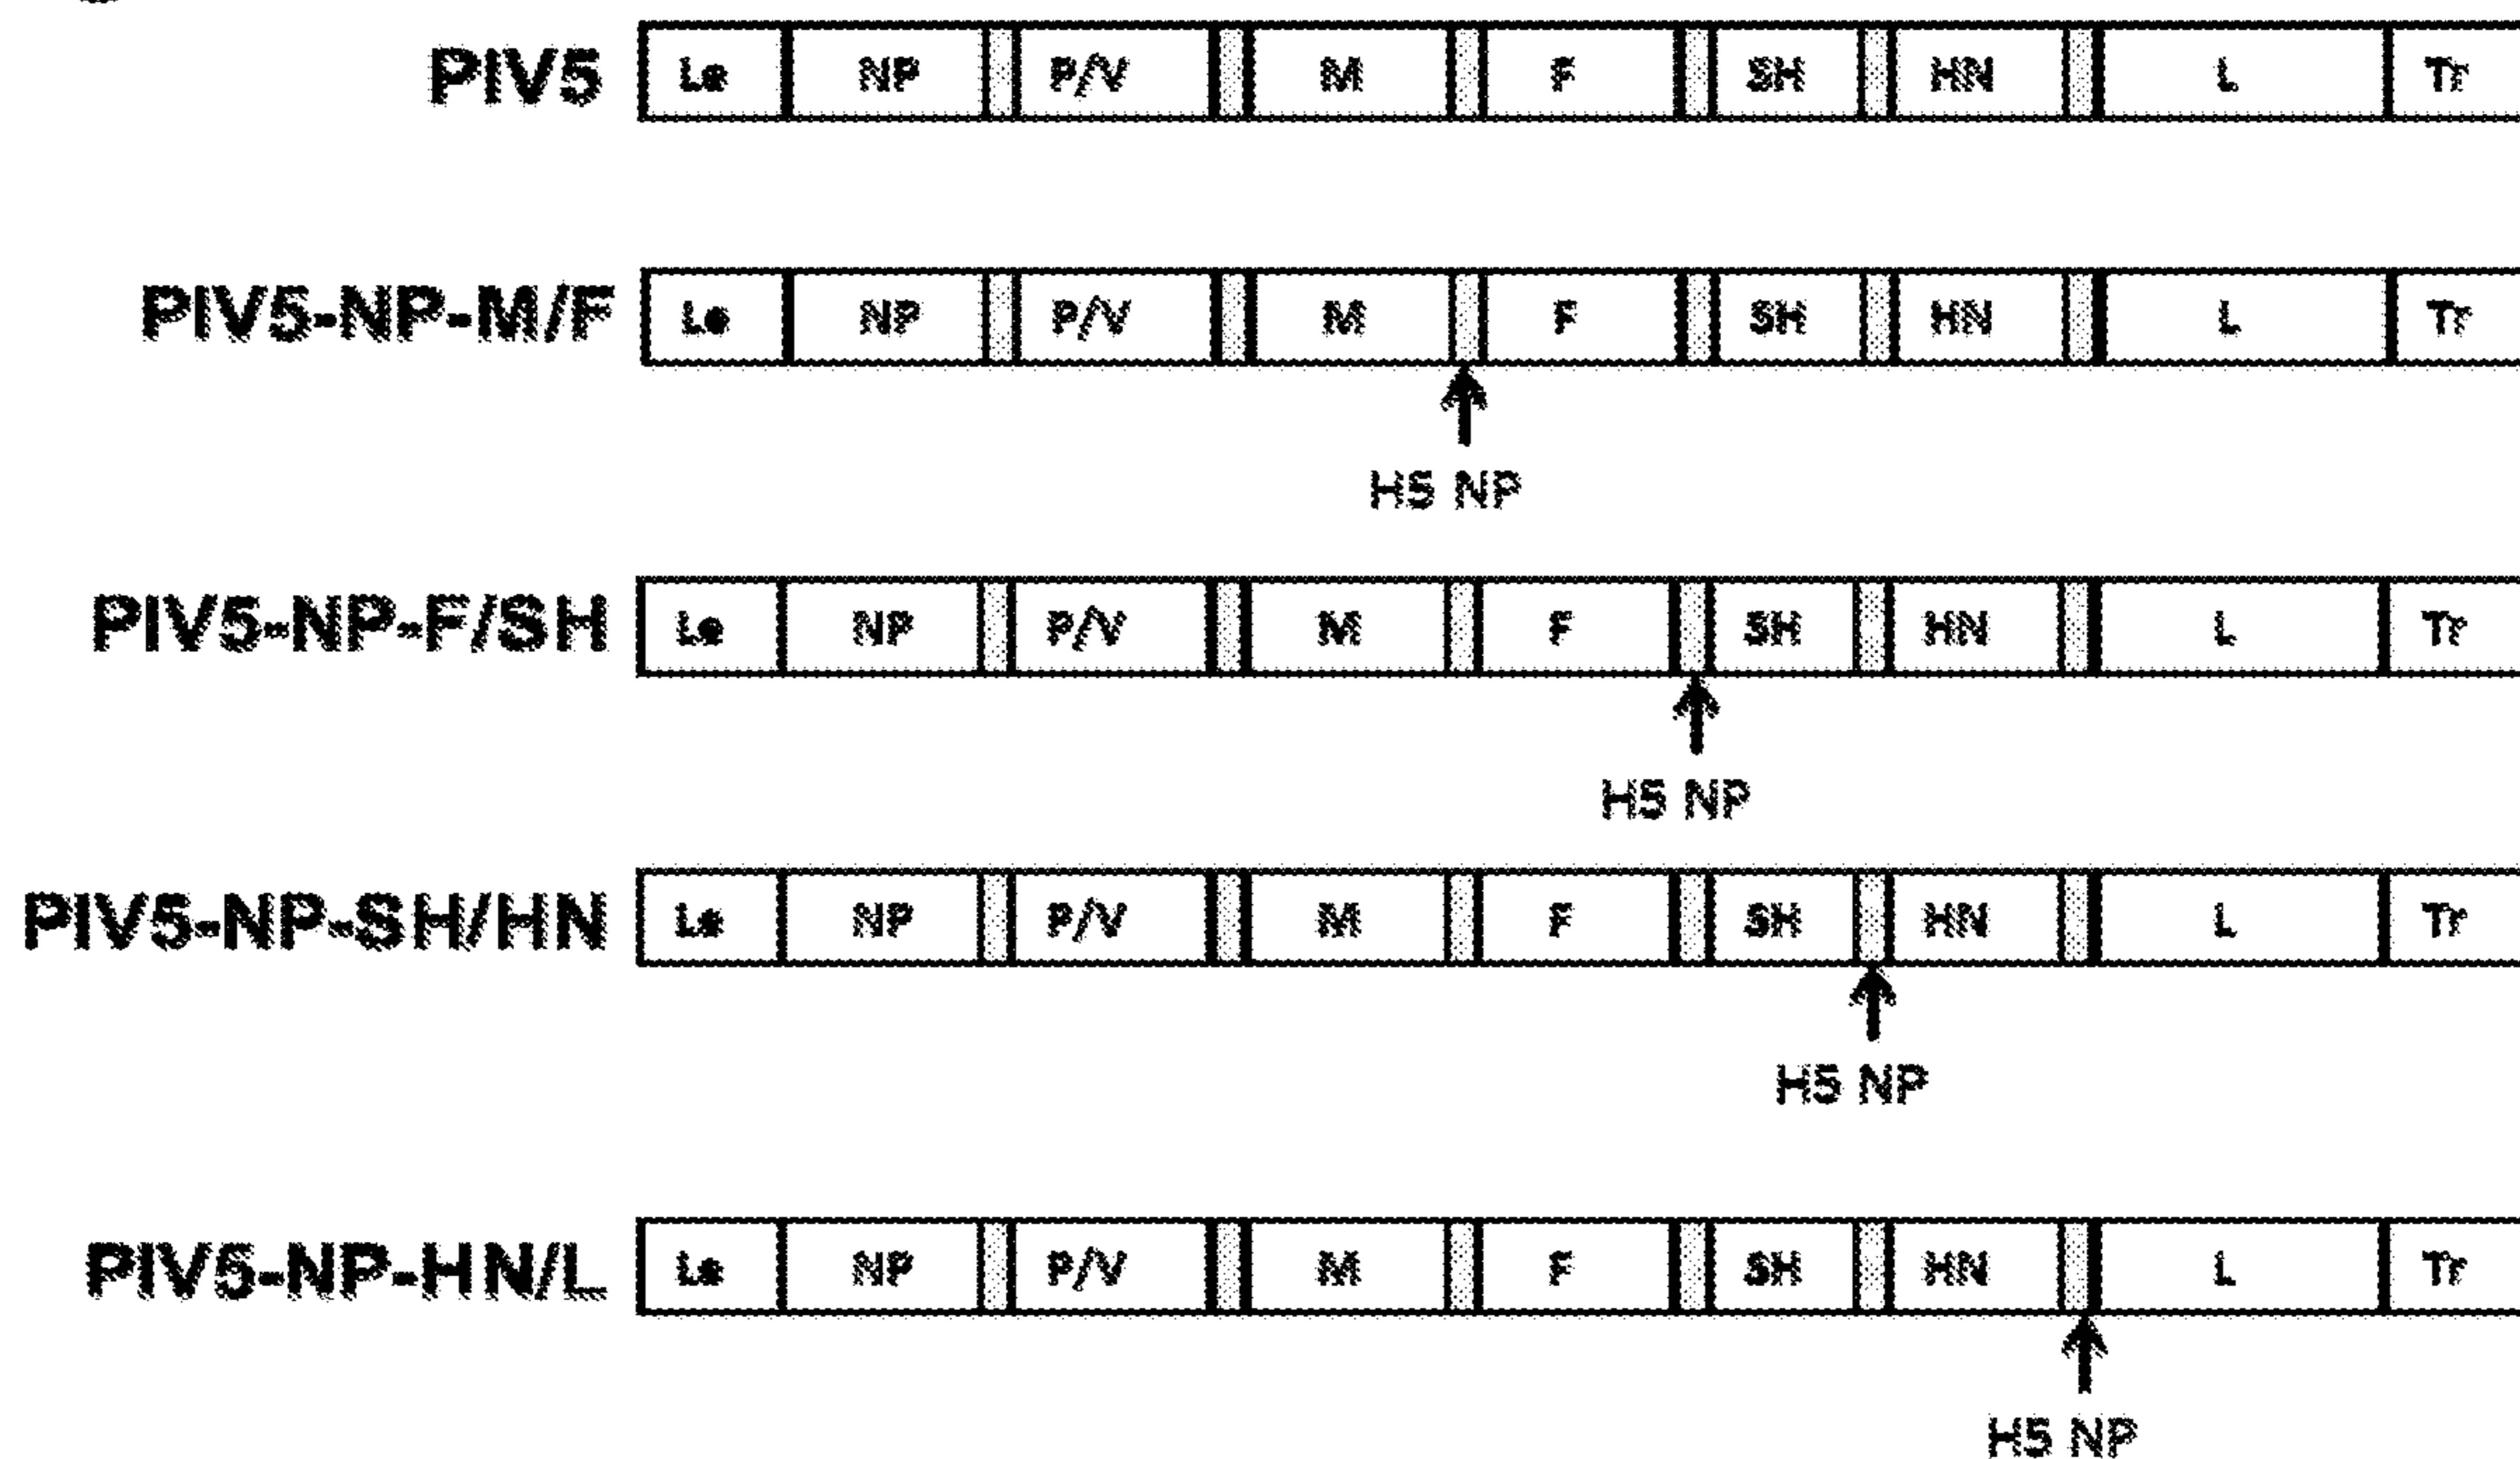 PIV5 Le NP P/V M F SH HN L Tr
PIV5-NP-M/F Le NP P/V M F SH HN L Tr
H5 NP
PIV5-NP-F/SH Le NP P/V M F SH HN L Tr
H5 NP
PIV5-NP-SH/HN Le NP P/V M F SH HN L Tr
H5 NP
PIV5-NP-HN/L Le NP P/V M F SH HN L Tr
H5 NP